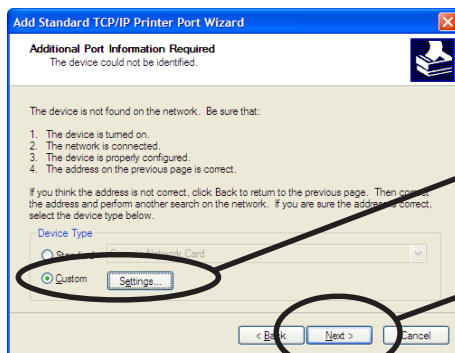 Add Standard TCP/IP Printer Port Wizard
Additional Port Information Required
The device could not be identified.
The device is not found on the network. Be sure that:
1. The device is turned on.
2. The network is connected.
3. The device is properly configured.
4. The address on the previous page is correct.
If you think the address is not correct, click Back to return to the previous page. Then correct
the address and perform another search on the network. If you are sure the address is correct,
select the device type below.
Device Type
Standard Generic Network Card
Custom Settings...
< Back Next > Cancel